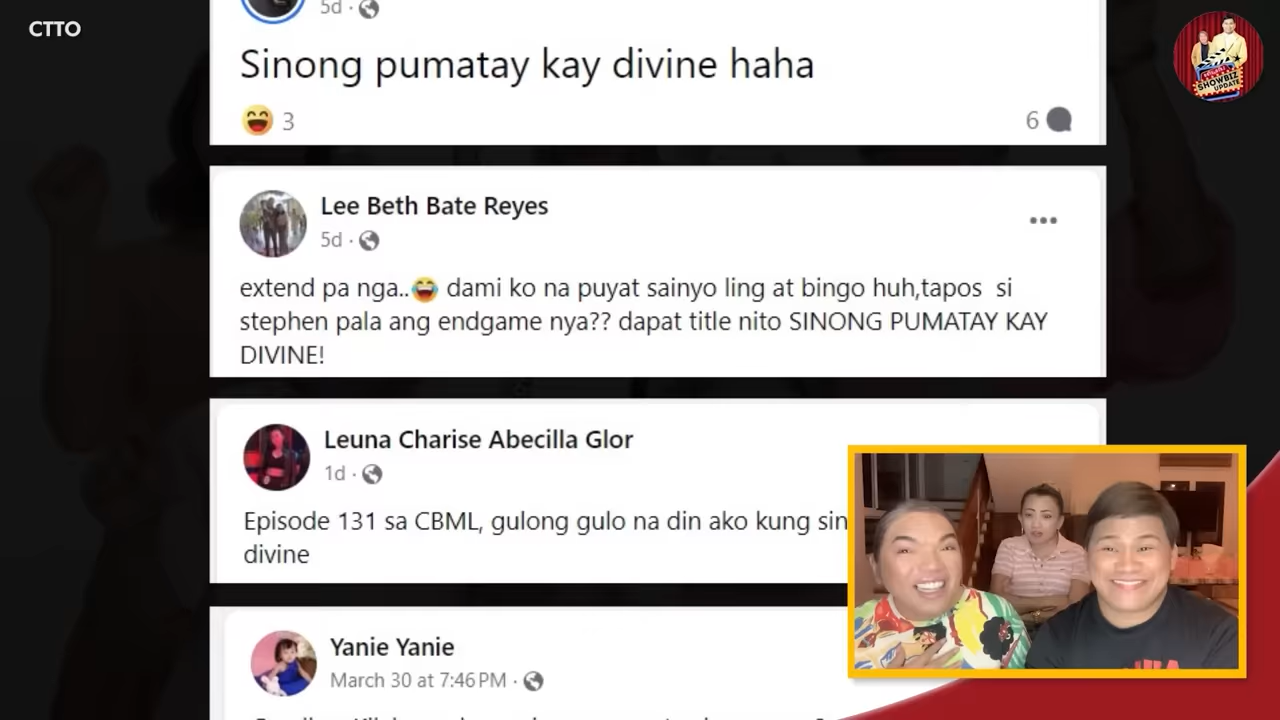 CTTO
5d ·
Sinong pumatay kay divine haha
3
6
SHOWBIZ
UPDATE
Lee Beth Bate Reyes
5d ·
extend pa nga.. dami ko na puyat sainyo ling at bingo huh,tapos si
stephen pala ang endgame nya?? dapat title nito SINONG PUMATAY KAY
DIVINE!
Leuna Charise Abecilla Glor
1d ·
Episode 131 sa CBML, gulong gulo na din ako kung sin
divine
Yanie Yanie
March 30 at 7:46 PM ·